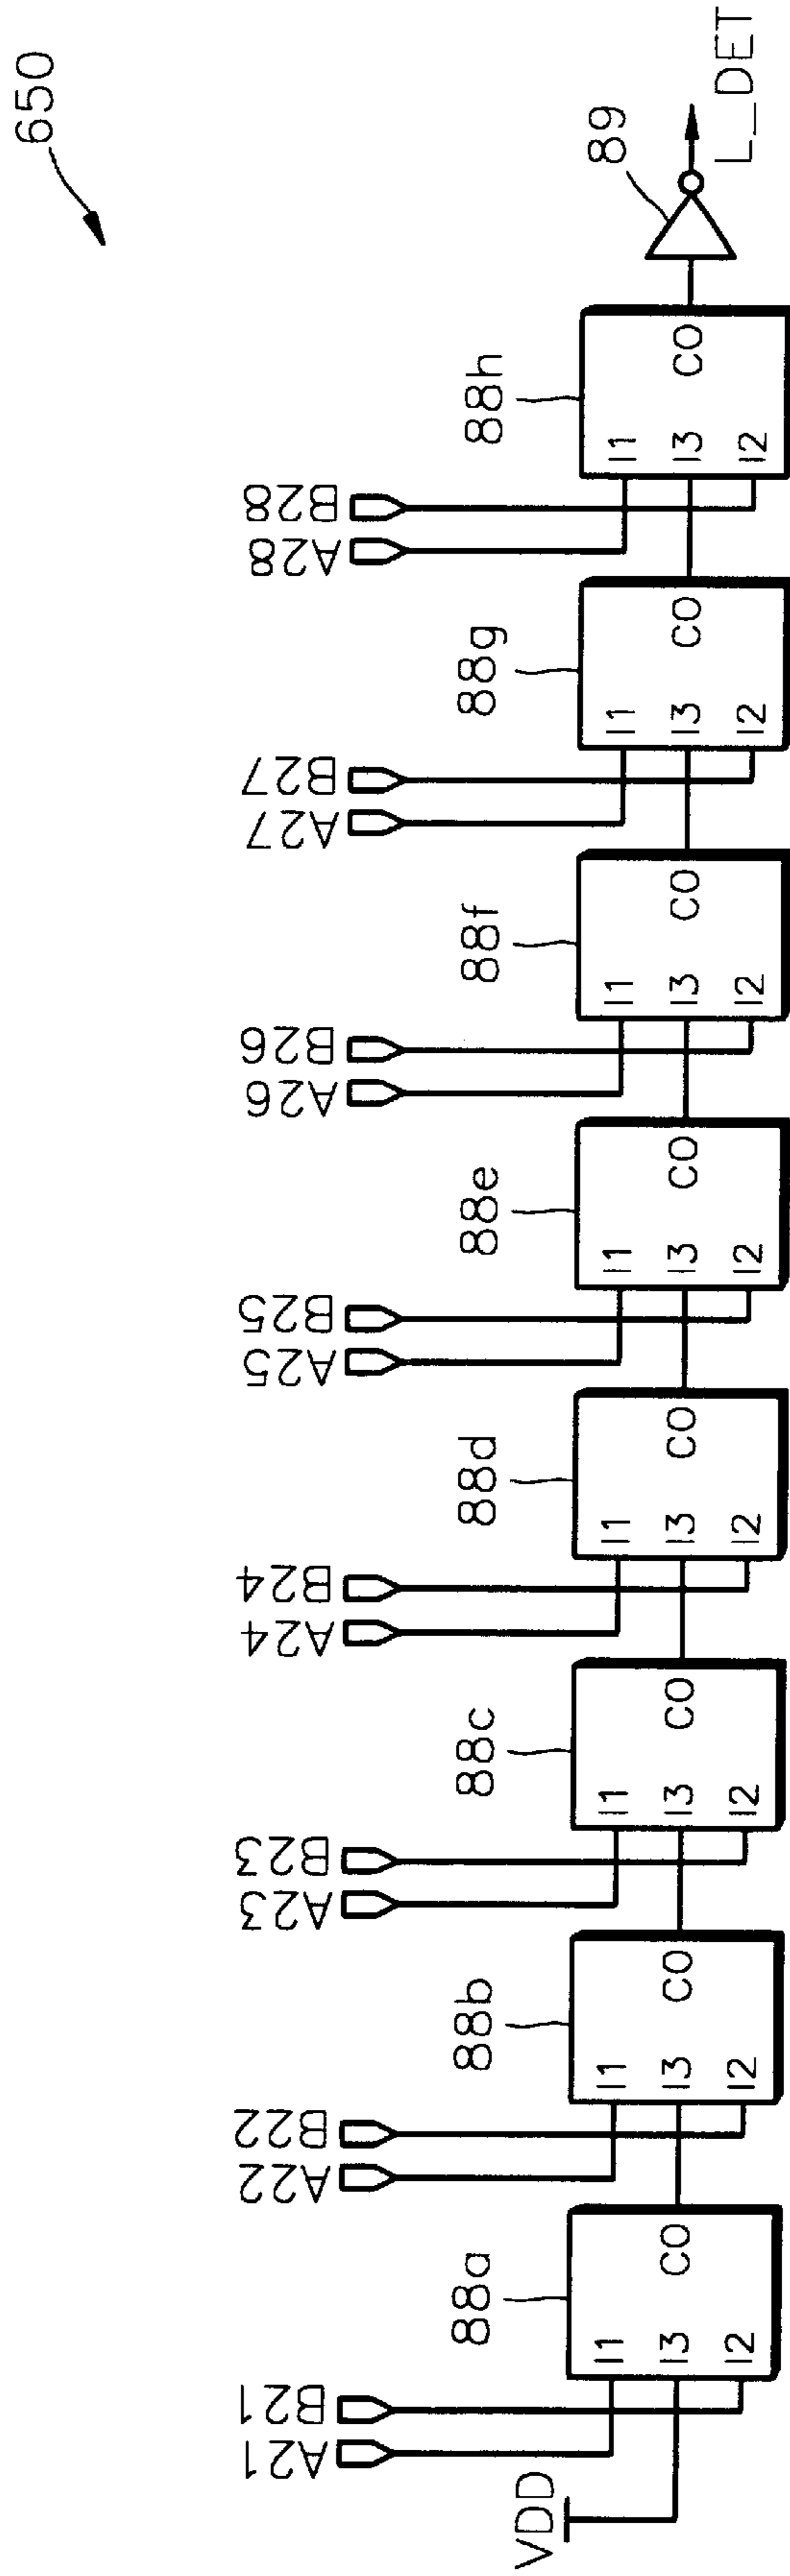 650
VDD
A21
B21
88a
I1
I3
I2
CO
A22
B22
88b
I1
I3
I2
CO
A23
B23
88c
I1
I3
I2
CO
A24
B24
88d
I1
I3
I2
CO
A25
B25
88e
I1
I3
I2
CO
A26
B26
88f
I1
I3
I2
CO
A27
B27
88g
I1
I3
I2
CO
A28
B28
88h
I1
I3
I2
CO
89
L_DET